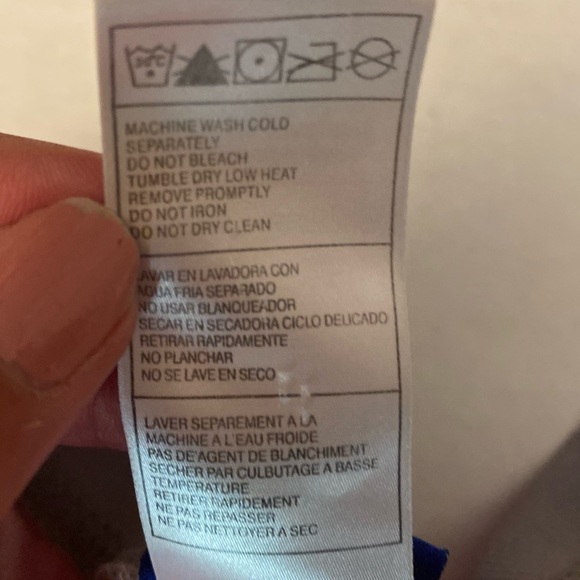 30°C
MACHINE WASH COLD
SEPARATELY
DO NOT BLEACH
TUMBLE DRY LOW HEAT
REMOVE PROMPTLY
DO NOT IRON
DO NOT DRY CLEAN
LAVAR EN LAVADORA CON
AGUA FRIA SEPARADO
NO USAR BLANQUEADOR
SECAR EN SECADORA CICLO DELICADO
RETIRAR RAPIDAMENTE
NO PLANCHAR
NO SE LAVE EN SECO
LAVER SEPAREMENT A LA
MACHINE A L'EAU FROIDE
PAS DE AGENT DE BLANCHIMENT
SECHER PAR CULBUTAGE A BASSE
TEMPERATURE
RETIRER RAPIDEMENT
NE PAS REPASSER
NE PAS NETTOYER A SEC